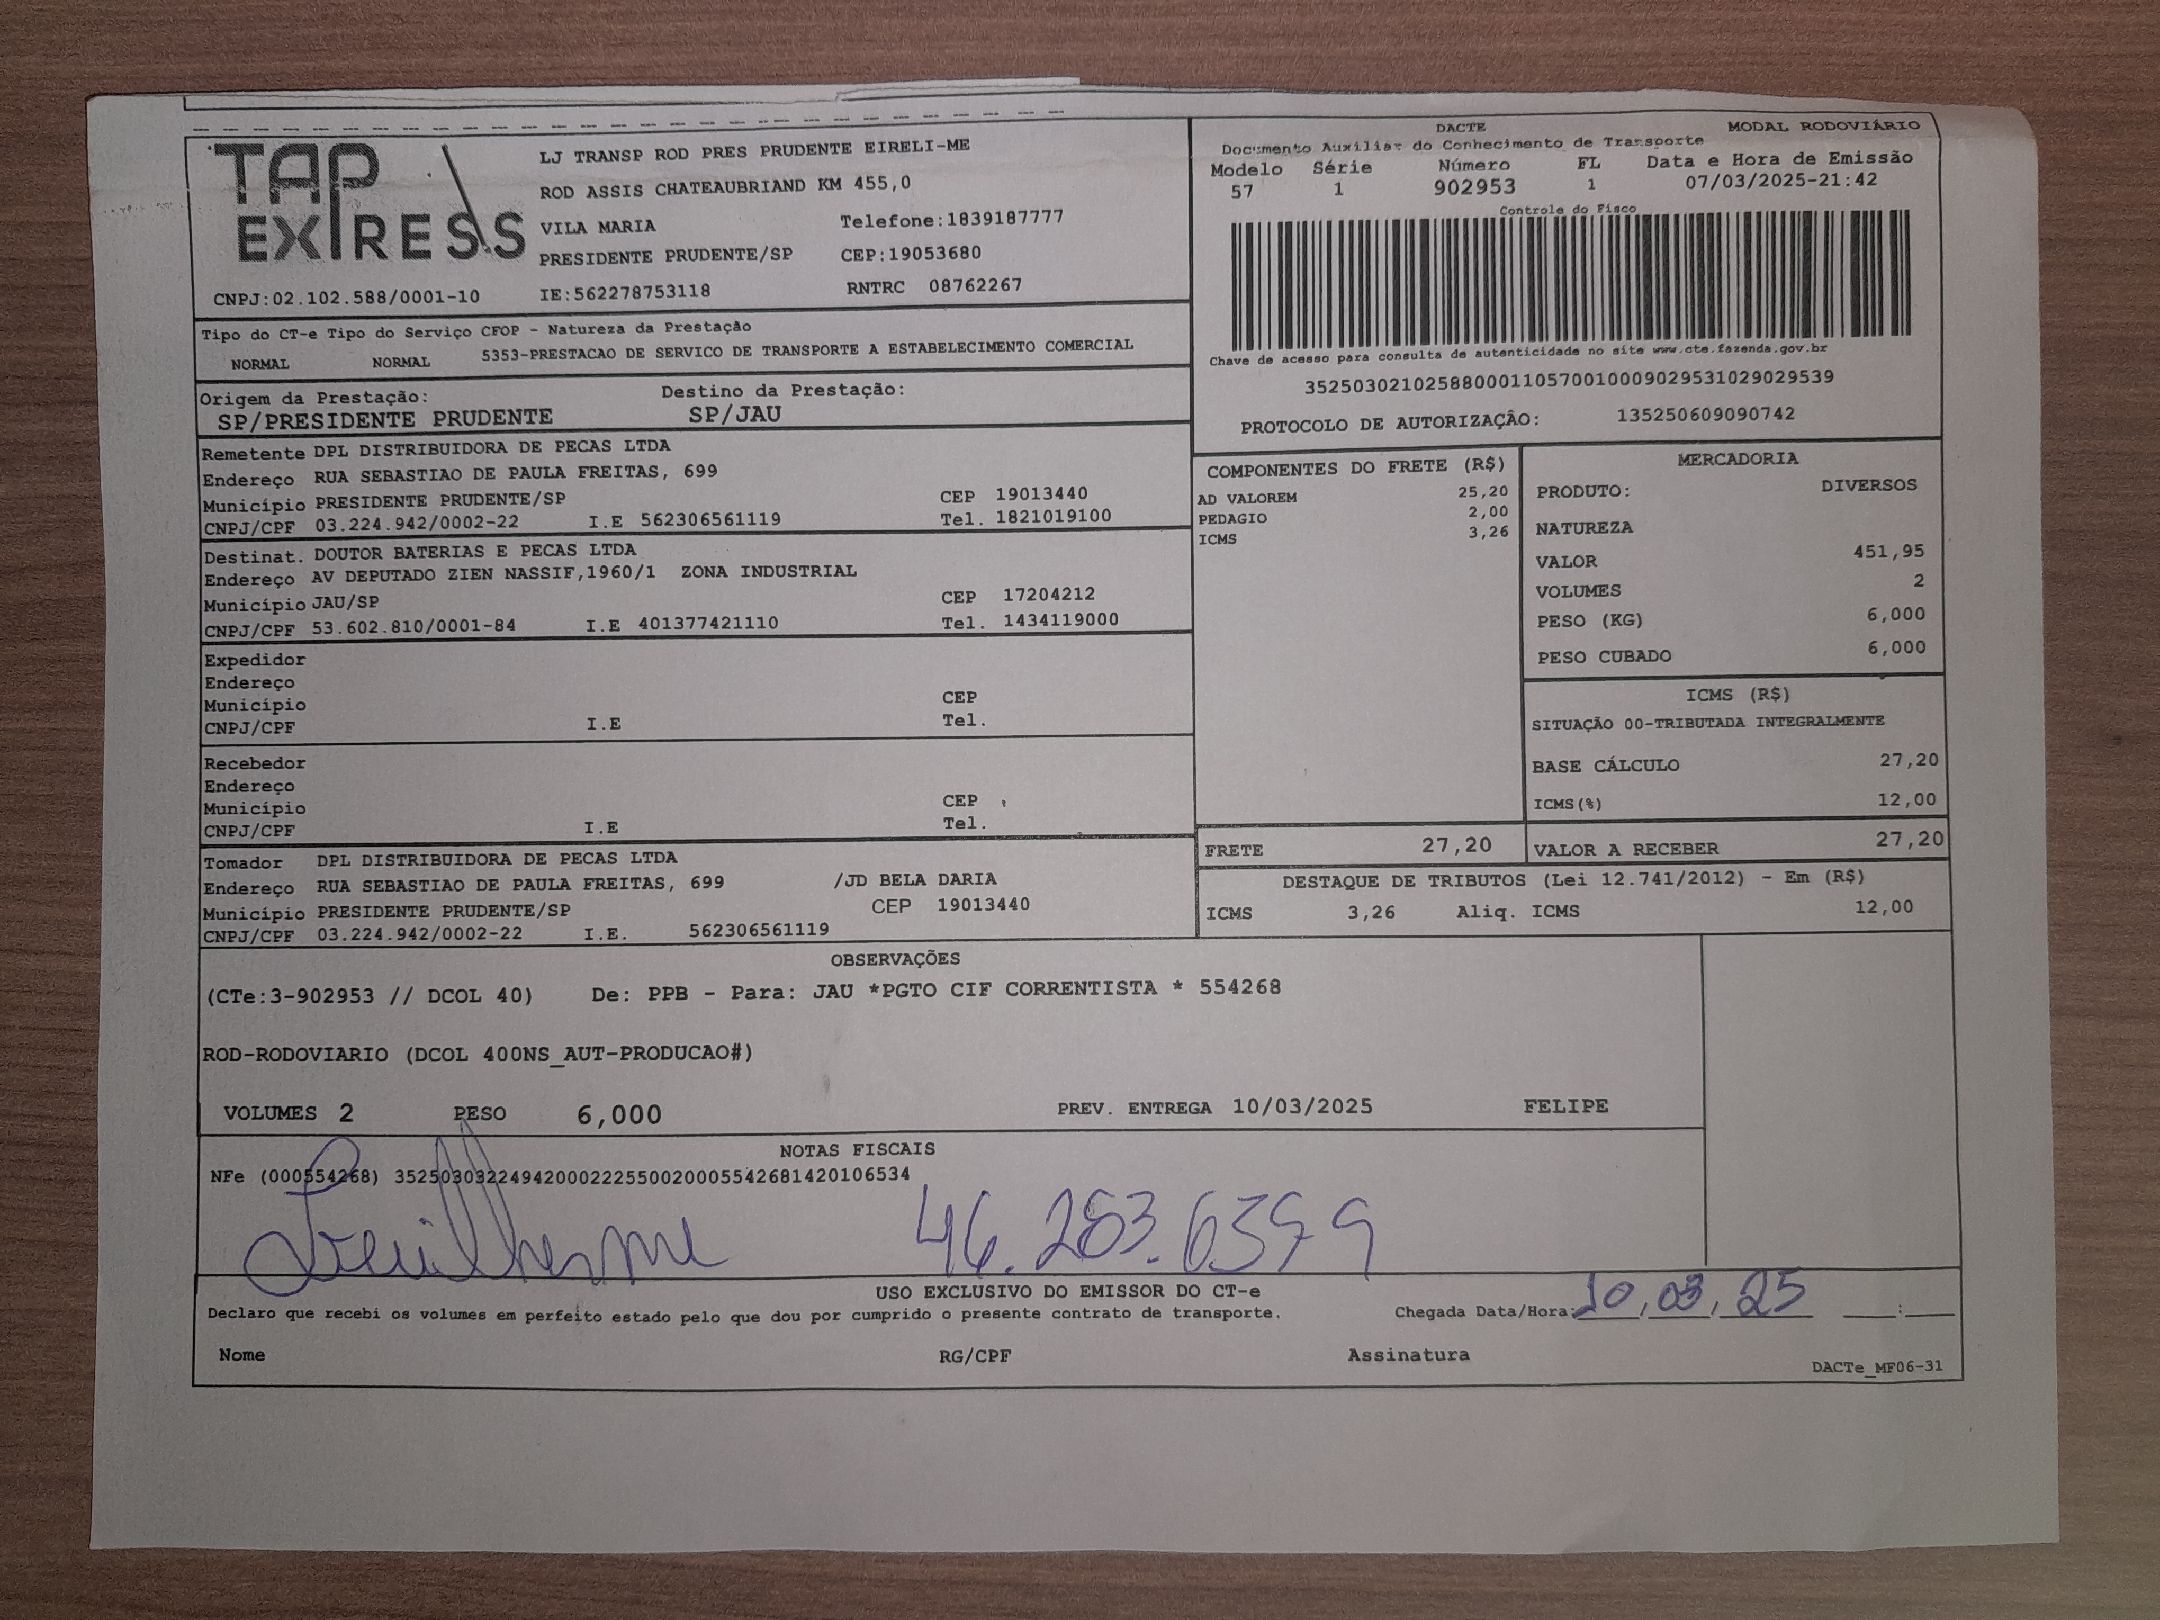 TAP EXPRESS
LJ TRANSP ROD PRES PRUDENTE EIRELI-ME
ROD ASSIS CHATEAUBRIAND KM 455,0
VILA MARIA Telefone:1839187777
PRESIDENTE PRUDENTE/SP CEP:19053680
CNPJ:02.102.588/0001-10 IE:562278753118 RNTRC 08762267
DACTE MODAL RODOVIÁRIO
Documento Auxiliar do Conhecimento de Transporte
Modelo Série Número FL Data e Hora de Emissão
57 1 902953 1 07/03/2025-21:42
Controle do Fisco
Chave de acesso para consulta de autenticidade no site www.cte.fazenda.gov.br
35250302102588000110570010009029531029029539
PROTOCOLO DE AUTORIZAÇÃO: 135250609090742
Tipo do CT-e Tipo do Serviço CFOP - Natureza da Prestação
NORMAL NORMAL 5353-PRESTACAO DE SERVICO DE TRANSPORTE A ESTABELECIMENTO COMERCIAL
Origem da Prestação: Destino da Prestação:
SP/PRESIDENTE PRUDENTE SP/JAU
Remetente DPL DISTRIBUIDORA DE PECAS LTDA
Endereço RUA SEBASTIAO DE PAULA FREITAS, 699
Município PRESIDENTE PRUDENTE/SP CEP 19013440
CNPJ/CPF 03.224.942/0002-22 I.E 562306561119 Tel. 1821019100
Destinat. DOUTOR BATERIAS E PECAS LTDA
Endereço AV DEPUTADO ZIEN NASSIF,1960/1 ZONA INDUSTRIAL
Município JAU/SP CEP 17204212
CNPJ/CPF 53.602.810/0001-84 I.E 401377421110 Tel. 1434119000
Expedidor
Endereço
Município CEP
CNPJ/CPF I.E Tel.
Recebedor
Endereço
Município CEP
CNPJ/CPF I.E Tel.
Tomador DPL DISTRIBUIDORA DE PECAS LTDA
Endereço RUA SEBASTIAO DE PAULA FREITAS, 699 /JD BELA DARIA
Município PRESIDENTE PRUDENTE/SP CEP 19013440
CNPJ/CPF 03.224.942/0002-22 I.E. 562306561119
COMPONENTES DO FRETE (R$)
AD VALOREM 25,20
PEDAGIO 2,00
ICMS 3,26
MERCADORIA
PRODUTO: DIVERSOS
NATUREZA
VALOR 451,95
VOLUMES 2
PESO (KG) 6,000
PESO CUBADO 6,000
ICMS (R$)
SITUAÇÃO 00-TRIBUTADA INTEGRALMENTE
BASE CÁLCULO 27,20
ICMS(%) 12,00
FRETE 27,20 VALOR A RECEBER 27,20
DESTAQUE DE TRIBUTOS (Lei 12.741/2012) - Em (R$)
ICMS 3,26 Aliq. ICMS 12,00
OBSERVAÇÕES
(CTe:3-902953 // DCOL 40) De: PPB - Para: JAU *PGTO CIF CORRENTISTA * 554268
ROD-RODOVIARIO (DCOL 400NS_AUT-PRODUCAO#)
VOLUMES 2 PESO 6,000 PREV. ENTREGA 10/03/2025 FELIPE
NOTAS FISCAIS
NFe (000554268) 35250303224942000222550020005542681420106534
Guilherme 46.283.6399
USO EXCLUSIVO DO EMISSOR DO CT-e
Declaro que recebi os volumes em perfeito estado pelo que dou por cumprido o presente contrato de transporte. Chegada Data/Hora: 10,03,25 :
Nome RG/CPF Assinatura
DACTe_MF06-31